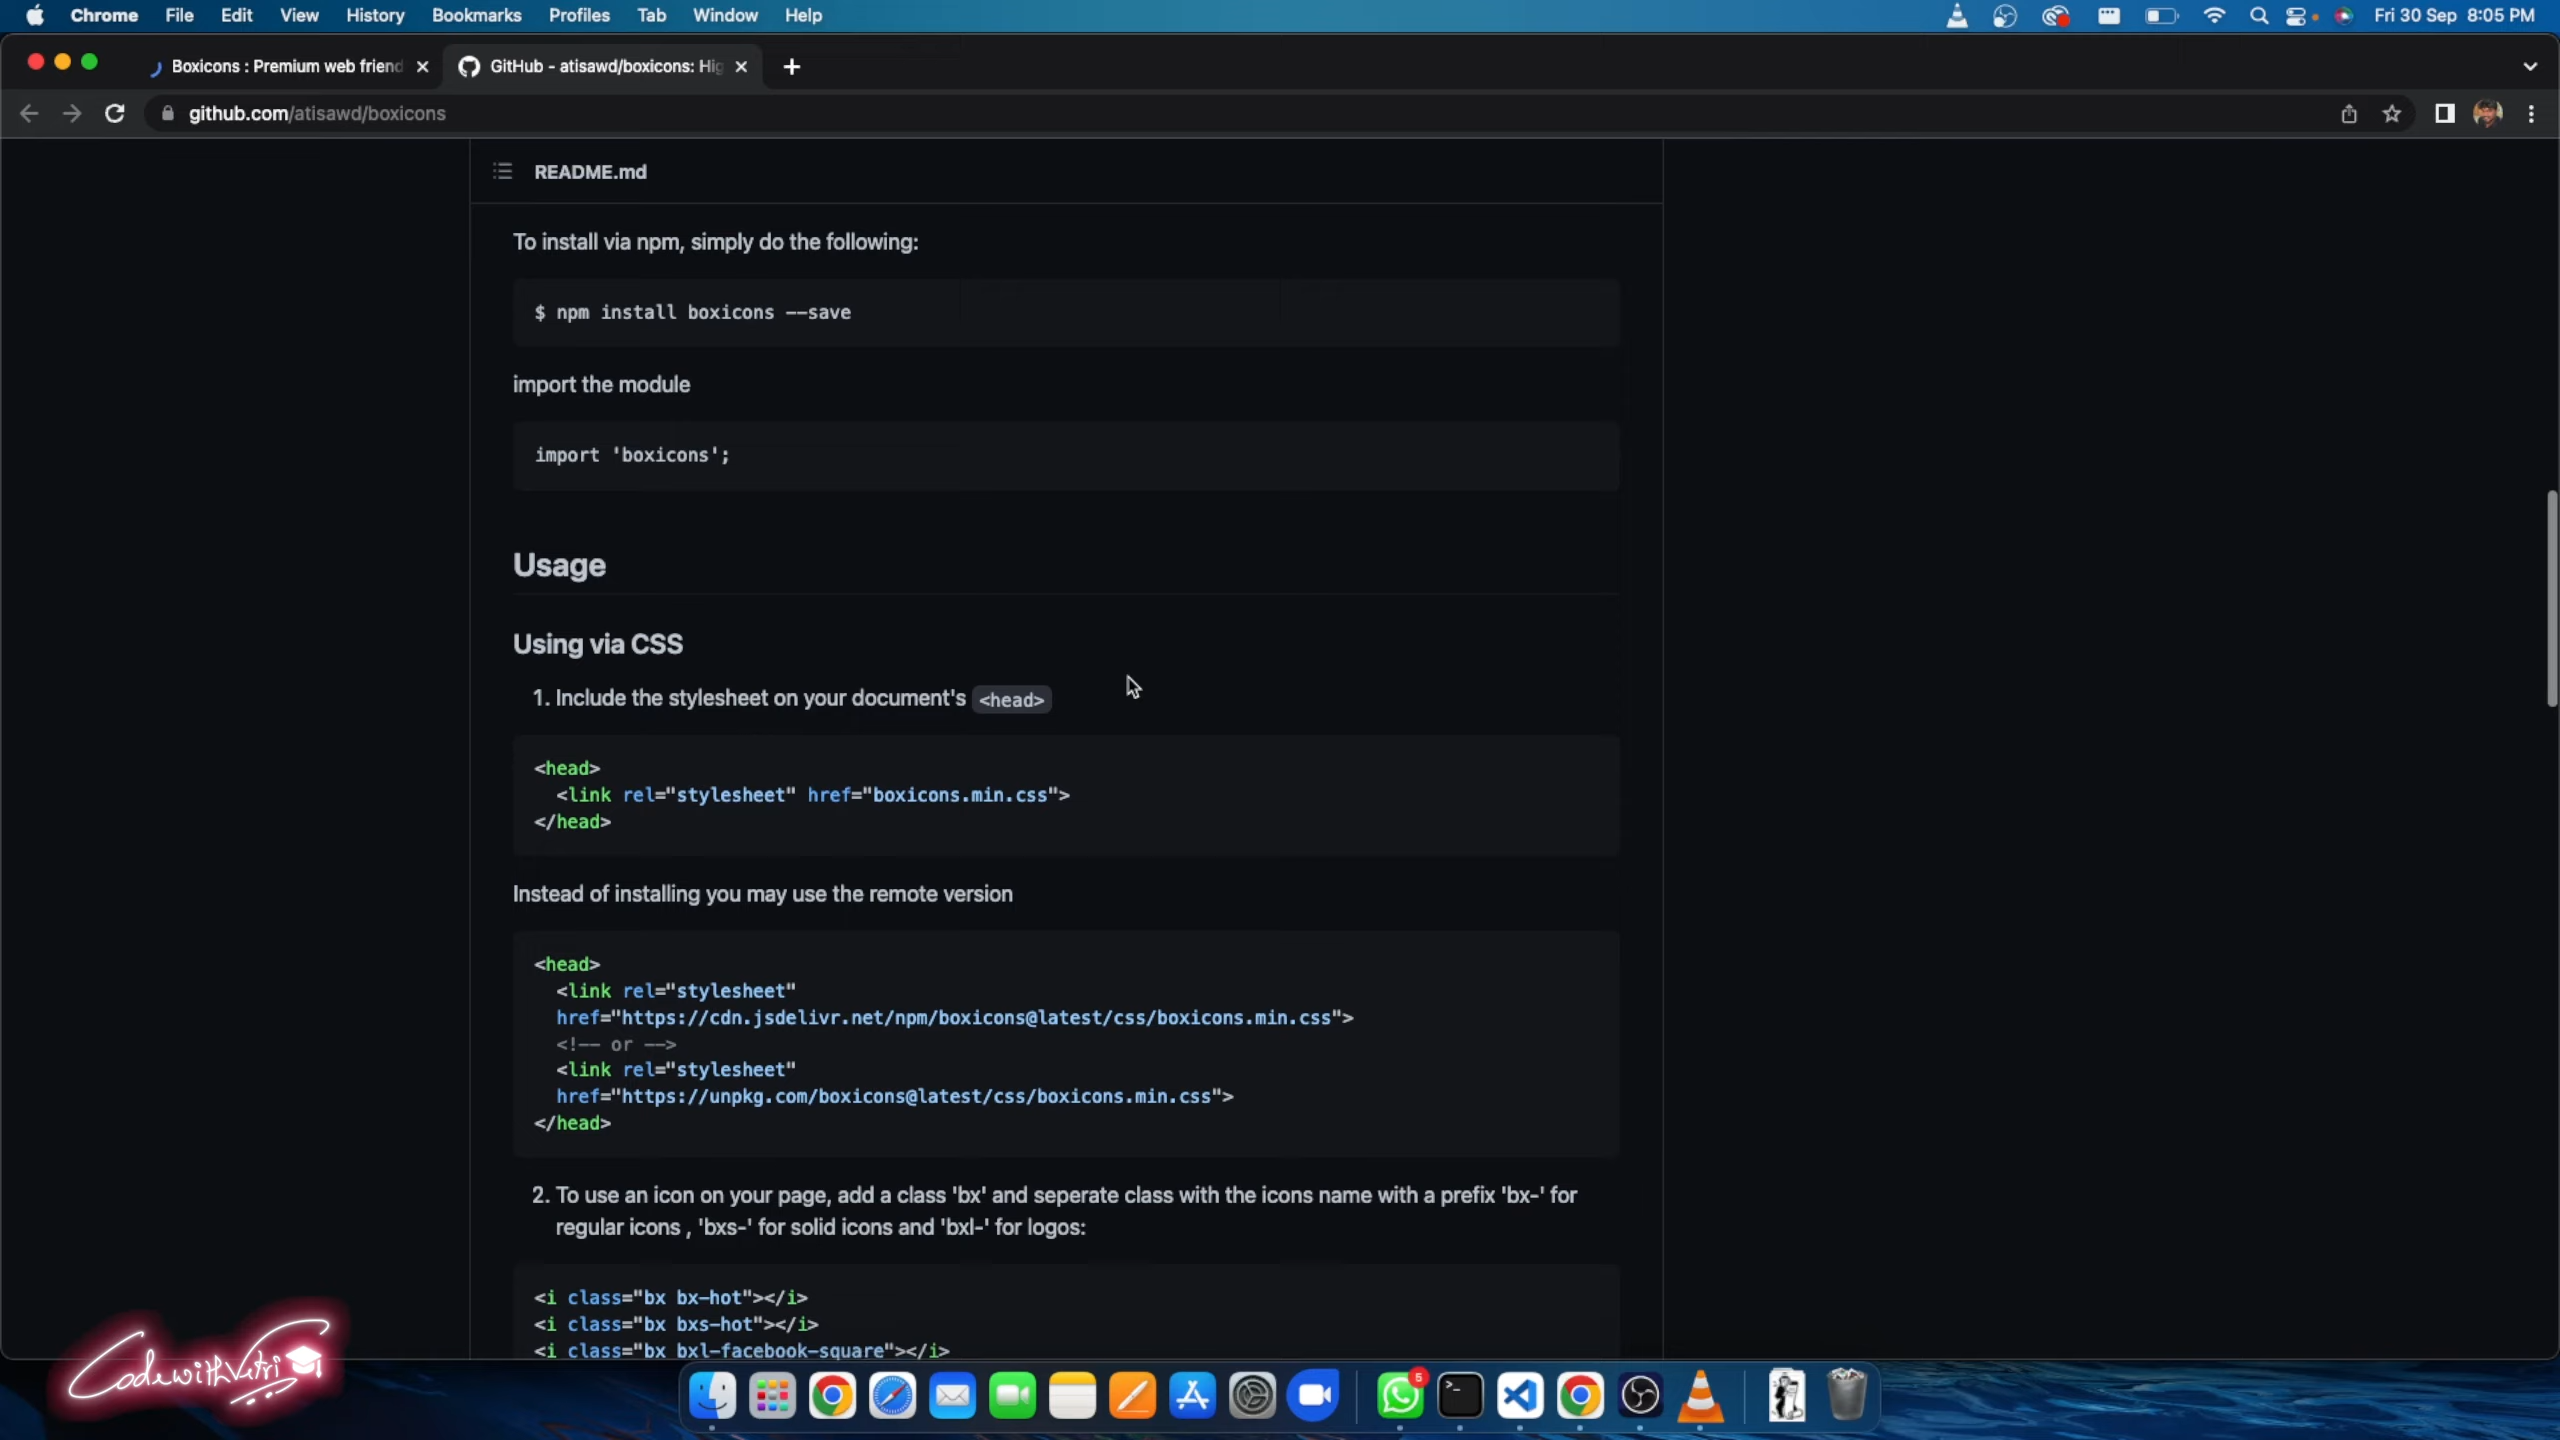 Chrome File Edit View History Bookmarks Profiles Tab Window Help
Fri 30 Sep 8:05 PM
Boxicons : Premium web friend
GitHub - atisawd/boxicons: Hig
github.com/atisawd/boxicons
README.md
To install via npm, simply do the following:
$ npm install boxicons --save
import the module
import 'boxicons';
Usage
Using via CSS
1. Include the stylesheet on your document's <head>
<head>
<link rel="stylesheet" href="boxicons.min.css">
</head>
Instead of installing you may use the remote version
<head>
<link rel="stylesheet"
href="https://cdn.jsdelivr.net/npm/boxicons@latest/css/boxicons.min.css">
<!-- or -->
<link rel="stylesheet"
href="https://unpkg.com/boxicons@latest/css/boxicons.min.css">
</head>
2. To use an icon on your page, add a class 'bx' and seperate class with the icons name with a prefix 'bx-' for
regular icons , 'bxs-' for solid icons and 'bxl-' for logos:
<i class="bx bx-hot"></i>
<i class="bx bxs-hot"></i>
<i class="bx bxl-facebook-square"></i>
CodewithVetri
5